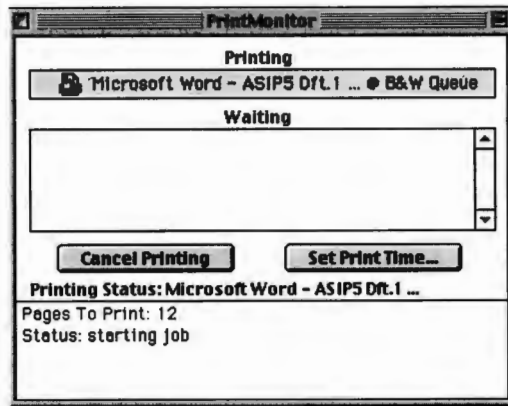 PrintMonitor
Printing
Microsoft Word - ASIP5 Dft.1 ... @ B&W Queue
Waiting
Cancel Printing
Set Print Time...
Printing Status: Microsoft Word - ASIP5 Dft.1 ...
Pages To Print: 12
Status: starting job